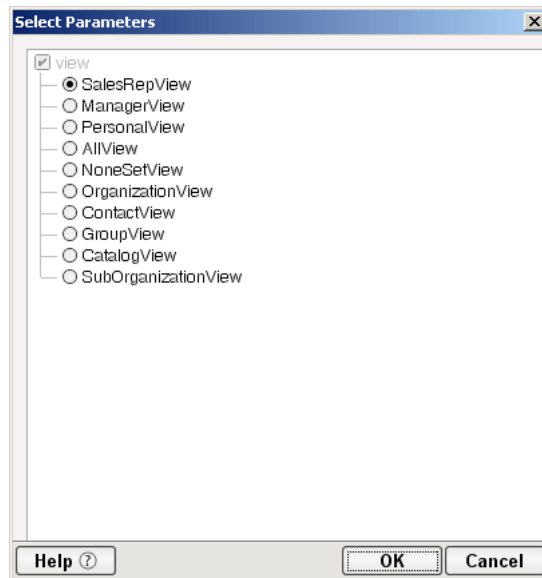 Select Parameters
view
SalesRepView
ManagerView
PersonalView
AllView
NoneSetView
OrganizationView
ContactView
GroupView
CatalogView
SubOrganizationView
Help ?
OK
Cancel